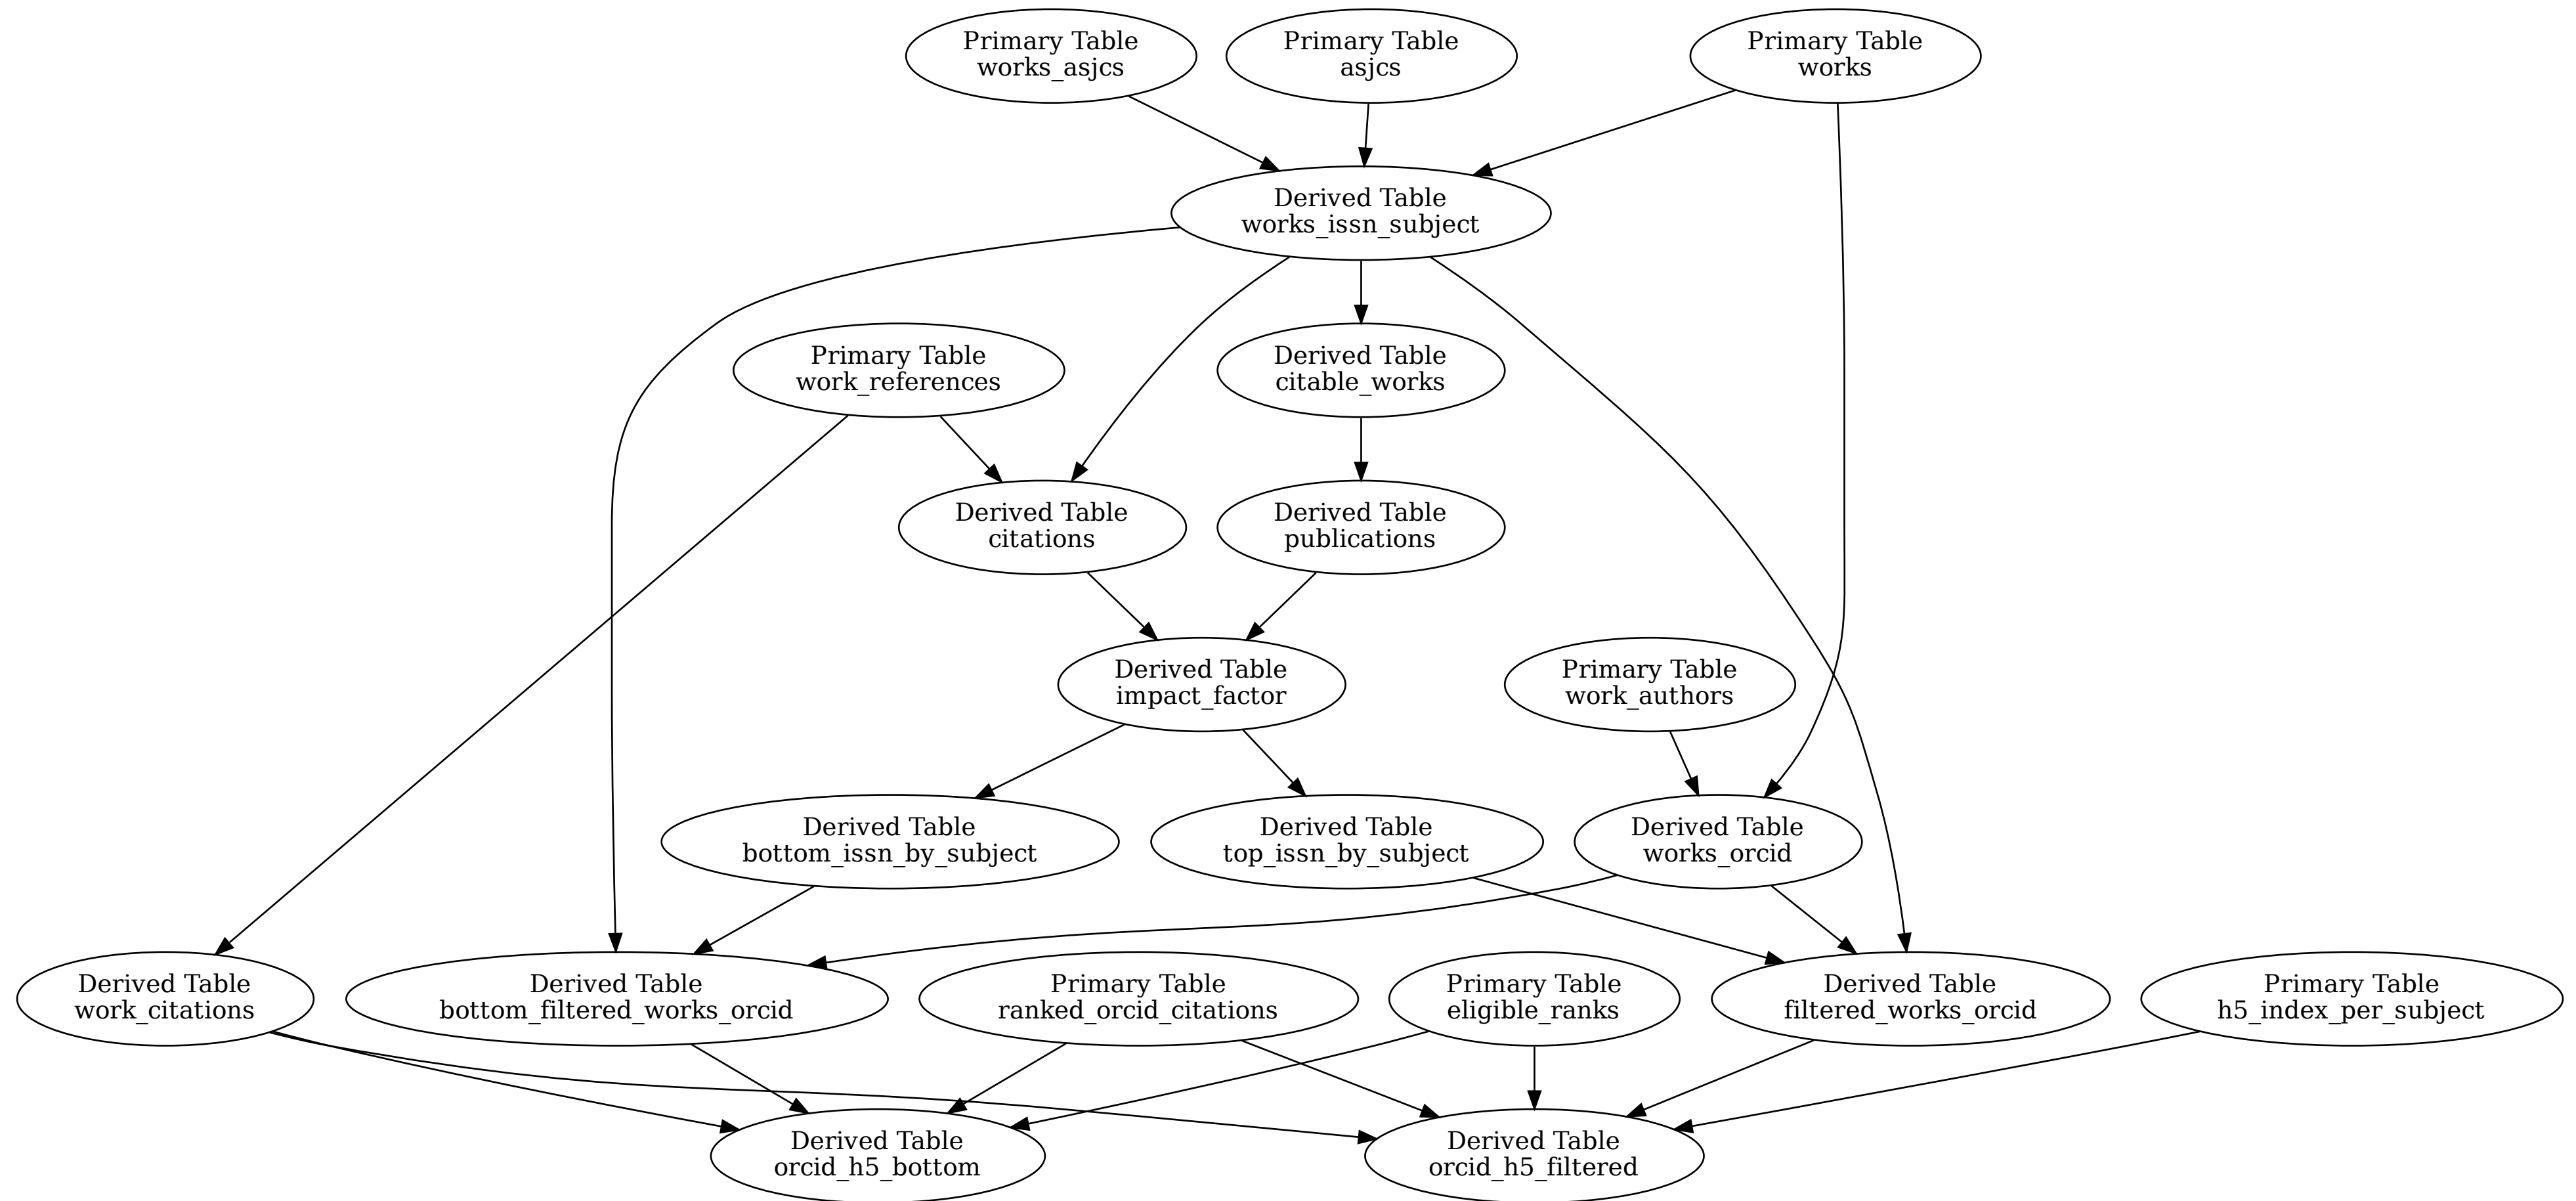 Primary Table
works_asjcs
Primary Table
asjcs
Primary Table
works
Derived Table
works_issn_subject
Primary Table
work_references
Derived Table
citable_works
Derived Table
citations
Derived Table
publications
Derived Table
impact_factor
Primary Table
work_authors
Derived Table
bottom_issn_by_subject
Derived Table
top_issn_by_subject
Derived Table
works_orcid
Derived Table
work_citations
Derived Table
bottom_filtered_works_orcid
Primary Table
ranked_orcid_citations
Primary Table
eligible_ranks
Derived Table
filtered_works_orcid
Primary Table
h5_index_per_subject
Derived Table
orcid_h5_bottom
Derived Table
orcid_h5_filtered